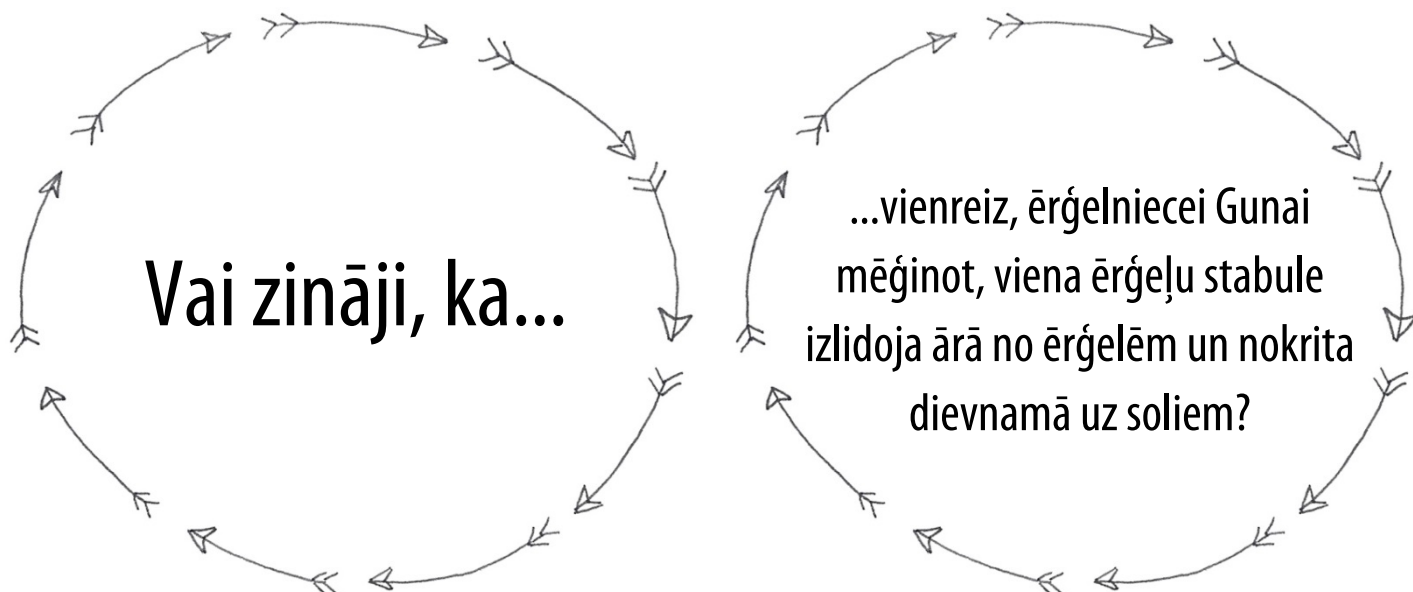 Vai zināji, ka...
...vienreiz, ērģelniecei Gunai
mēģinot, viena ērģeļu stabule
izlidoja ārā no ērģelēm un nokrita
dievnamā uz soliem?